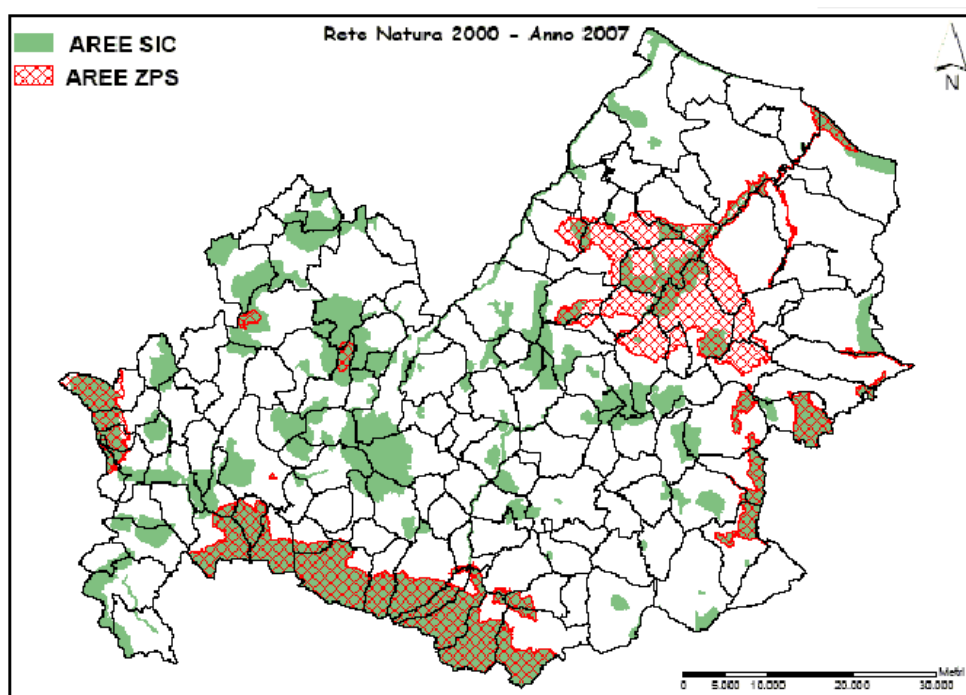 Rete Natura 2000 - Anno 2007
AREE SIC
AREE ZPS
N
Metri
0 5.000 10.000 20.000 30.000